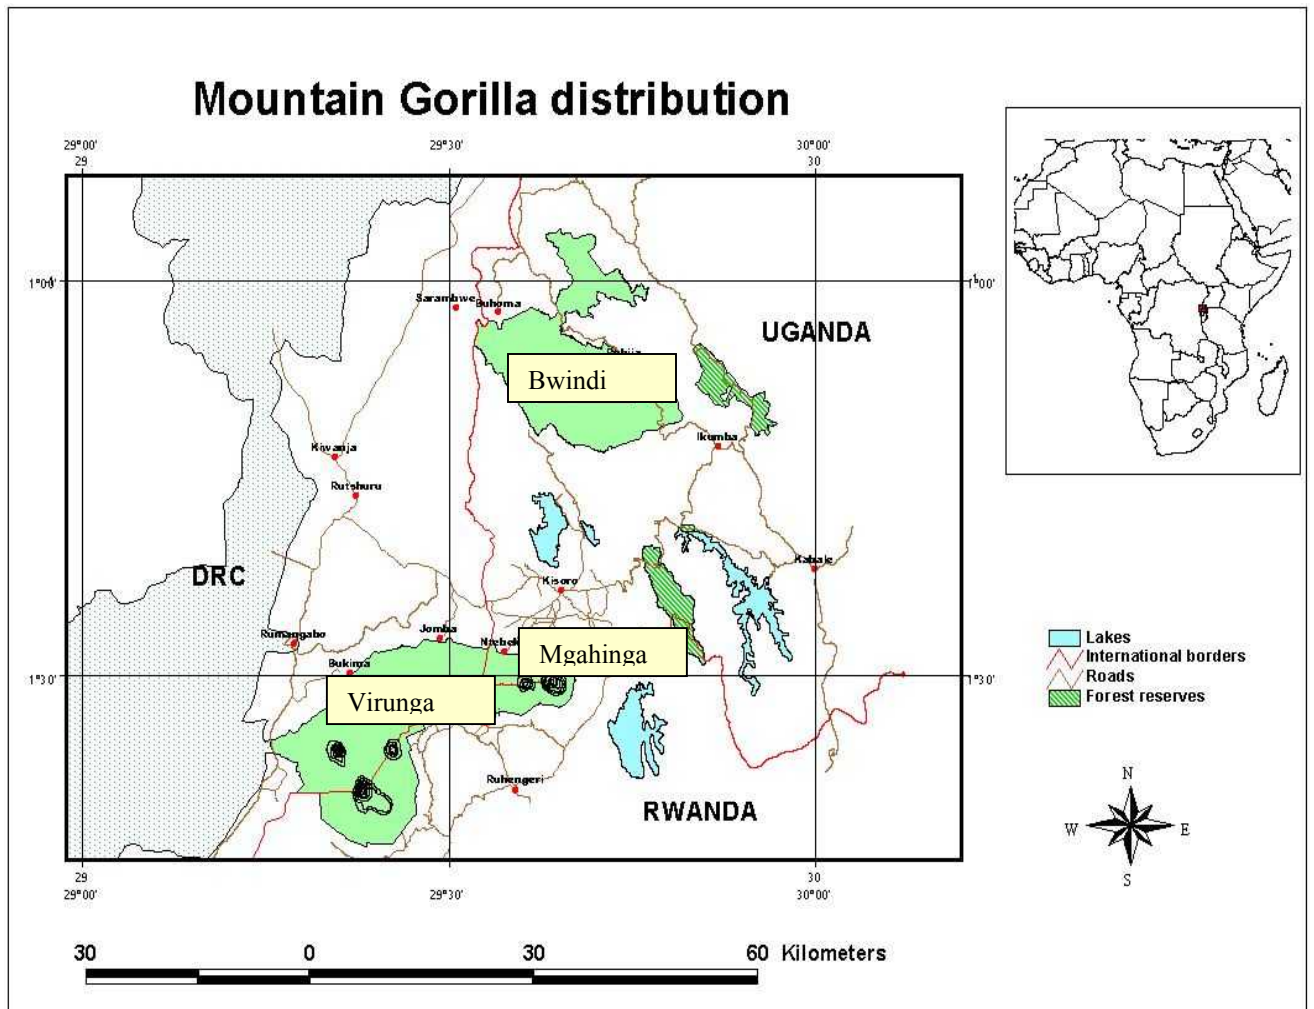 Mountain Gorilla distribution
29°00' 29°30' 30°00'
29 30
1°00' 1°00'
Sarambwe Buhoma
UGANDA
Bwindi
Ikumba
Kiwanja
Rutshuru
Kabale
DRC
Kisoro
Rumangabo Jomba
Mgahinga
Bukima
1°30' 1°30'
Virunga
Ruhengeri
RWANDA
29 30
29°00' 29°30' 30°00'
30 0 30 60 Kilometers
Lakes
International borders
Roads
Forest reserves
N
W E
S